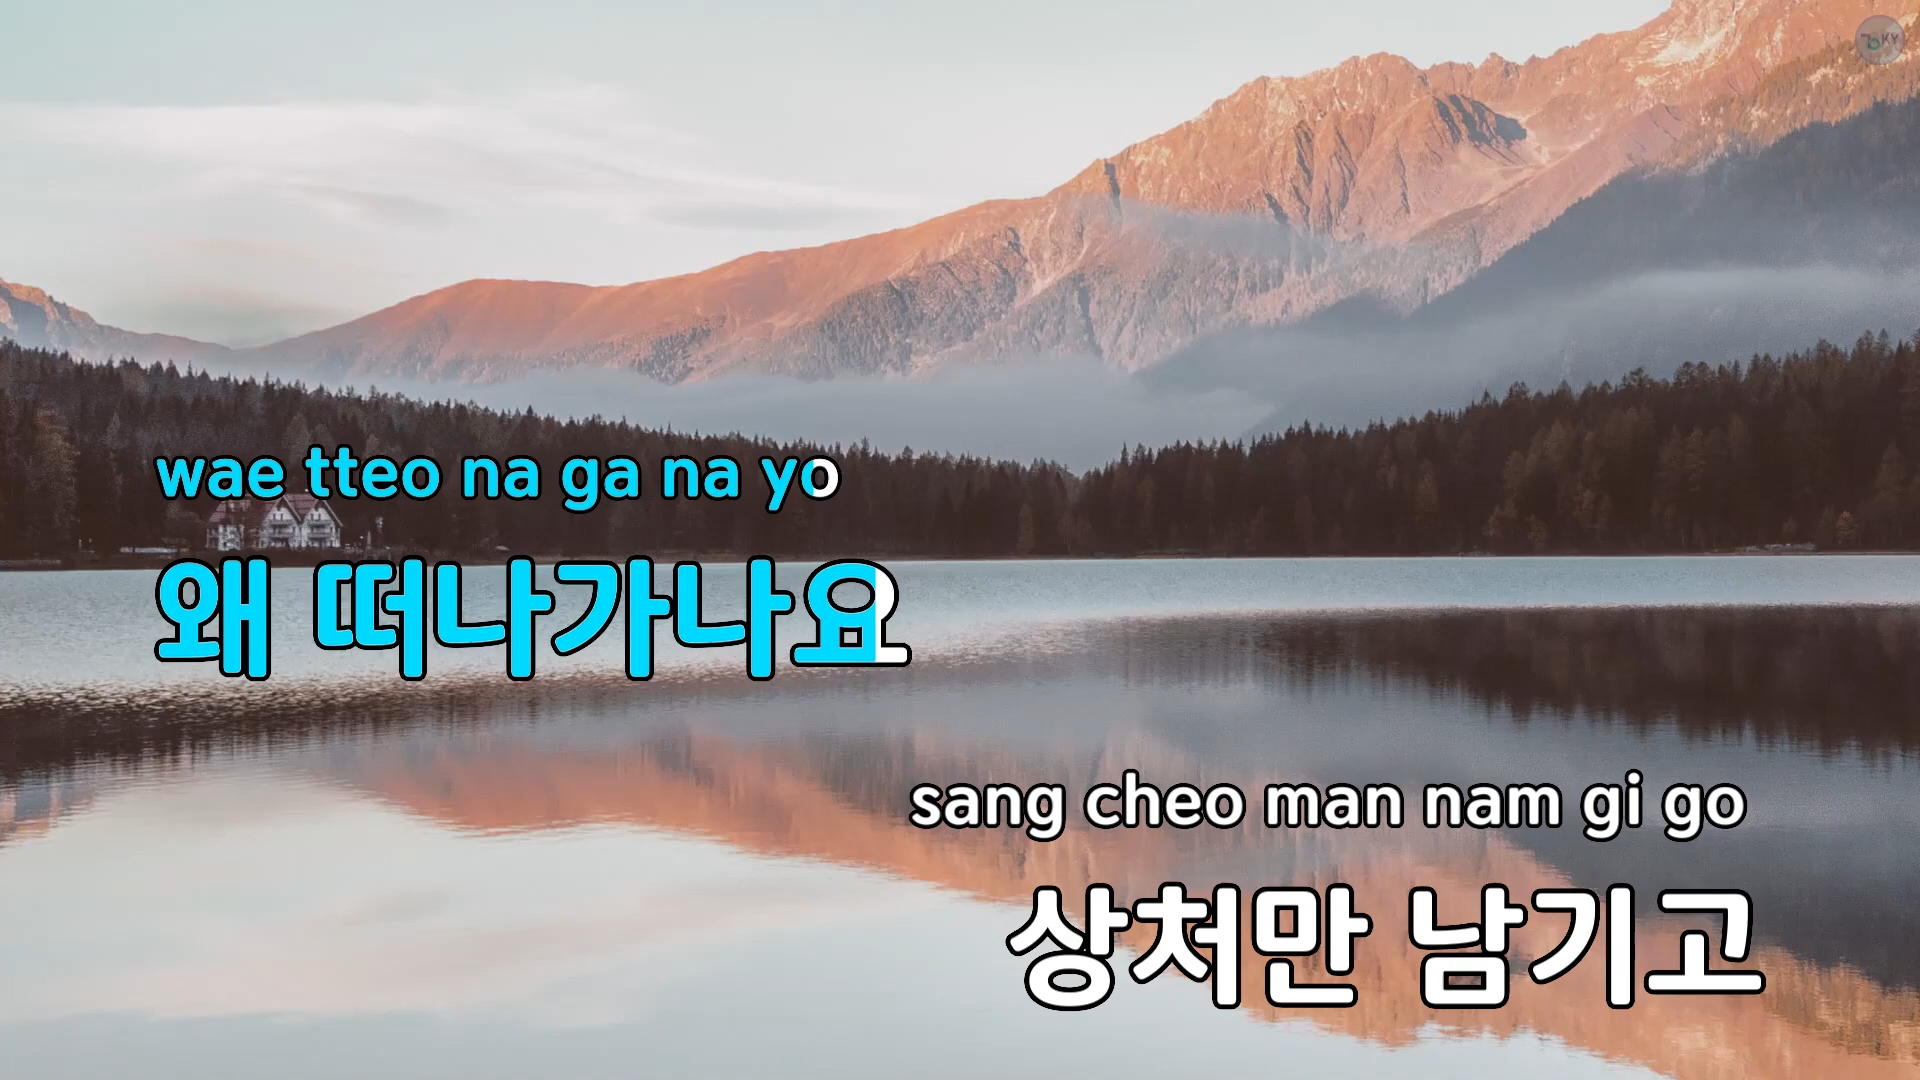 KY
wae tteo na ga na yo
왜 떠나가나요
sang cheo man nam gi go
상처만 남기고